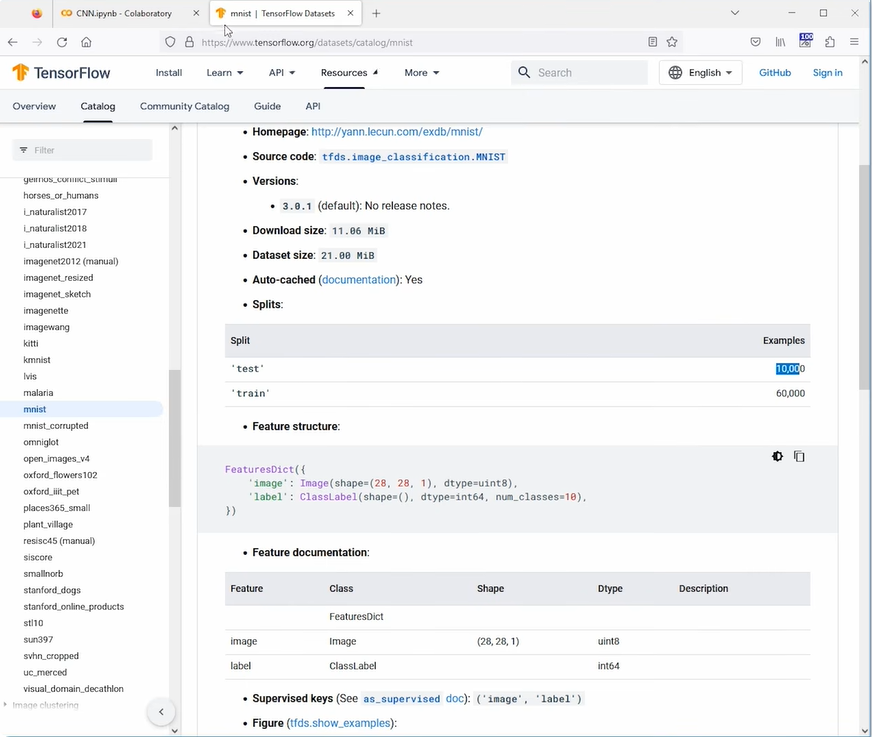 CNN.ipynb - Colaboratory
mnist | TensorFlow Datasets
https://www.tensorflow.org/datasets/catalog/mnist
100
TensorFlow
Install
Learn
API
Resources
More
Search
English
GitHub
Sign in
Overview
Catalog
Community Catalog
Guide
API
Filter
geirhos_conflict_stimuli
horses_or_humans
i_naturalist2017
i_naturalist2018
i_naturalist2021
imagenet2012 (manual)
imagenet_resized
imagenet_sketch
imagenette
imagewang
kitti
kmnist
lvis
malaria
mnist
mnist_corrupted
omniglot
open_images_v4
oxford_flowers102
oxford_iiit_pet
places365_small
plant_village
resisc45 (manual)
siscore
smallnorb
stanford_dogs
stanford_online_products
stl10
sun397
svhn_cropped
uc_merced
visual_domain_decathlon
Image clustering
• Homepage: http://yann.lecun.com/exdb/mnist/
• Source code: tfds.image_classification.MNIST
• Versions:
• 3.0.1 (default): No release notes.
• Download size: 11.06 MiB
• Dataset size: 21.00 MiB
• Auto-cached (documentation): Yes
• Splits:
Split Examples
'test' 10,000
'train' 60,000
• Feature structure:
FeaturesDict({
'image': Image(shape=(28, 28, 1), dtype=uint8),
'label': ClassLabel(shape=(), dtype=int64, num_classes=10),
})
• Feature documentation:
Feature Class Shape Dtype Description
FeaturesDict
image Image (28, 28, 1) uint8
label ClassLabel int64
• Supervised keys (See as_supervised doc): ('image', 'label')
• Figure (tfds.show_examples):